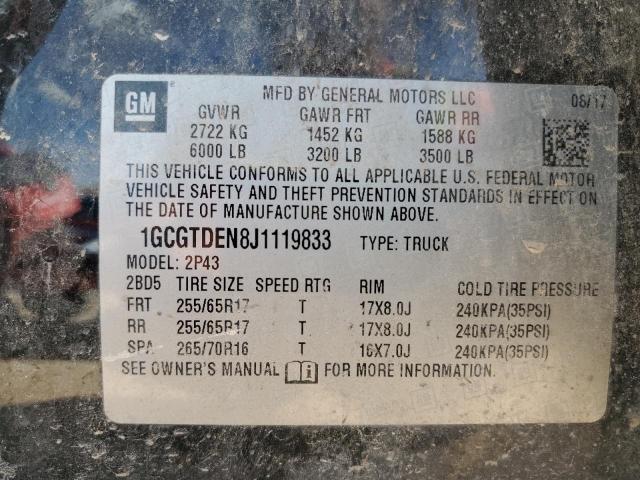 GM
MFD BY GENERAL MOTORS LLC 08/17
GVWR GAWR FRT GAWR RR
2722 KG 1452 KG 1588 KG
6000 LB 3200 LB 3500 LB
THIS VEHICLE CONFORMS TO ALL APPLICABLE U.S. FEDERAL MOTOR
VEHICLE SAFETY AND THEFT PREVENTION STANDARDS IN EFFECT ON
THE DATE OF MANUFACTURE SHOWN ABOVE.
1GCGTDEN8J1119833 TYPE: TRUCK
MODEL: 2P43
2BD5 TIRE SIZE SPEED RTG RIM COLD TIRE PRESSURE
FRT 255/65R17 T 17X8.0J 240KPA(35PSI)
RR 255/65R17 T 17X8.0J 240KPA(35PSI)
SPA 265/70R16 T 16X7.0J 240KPA(35PSI)
SEE OWNER'S MANUAL i FOR MORE INFORMATION.